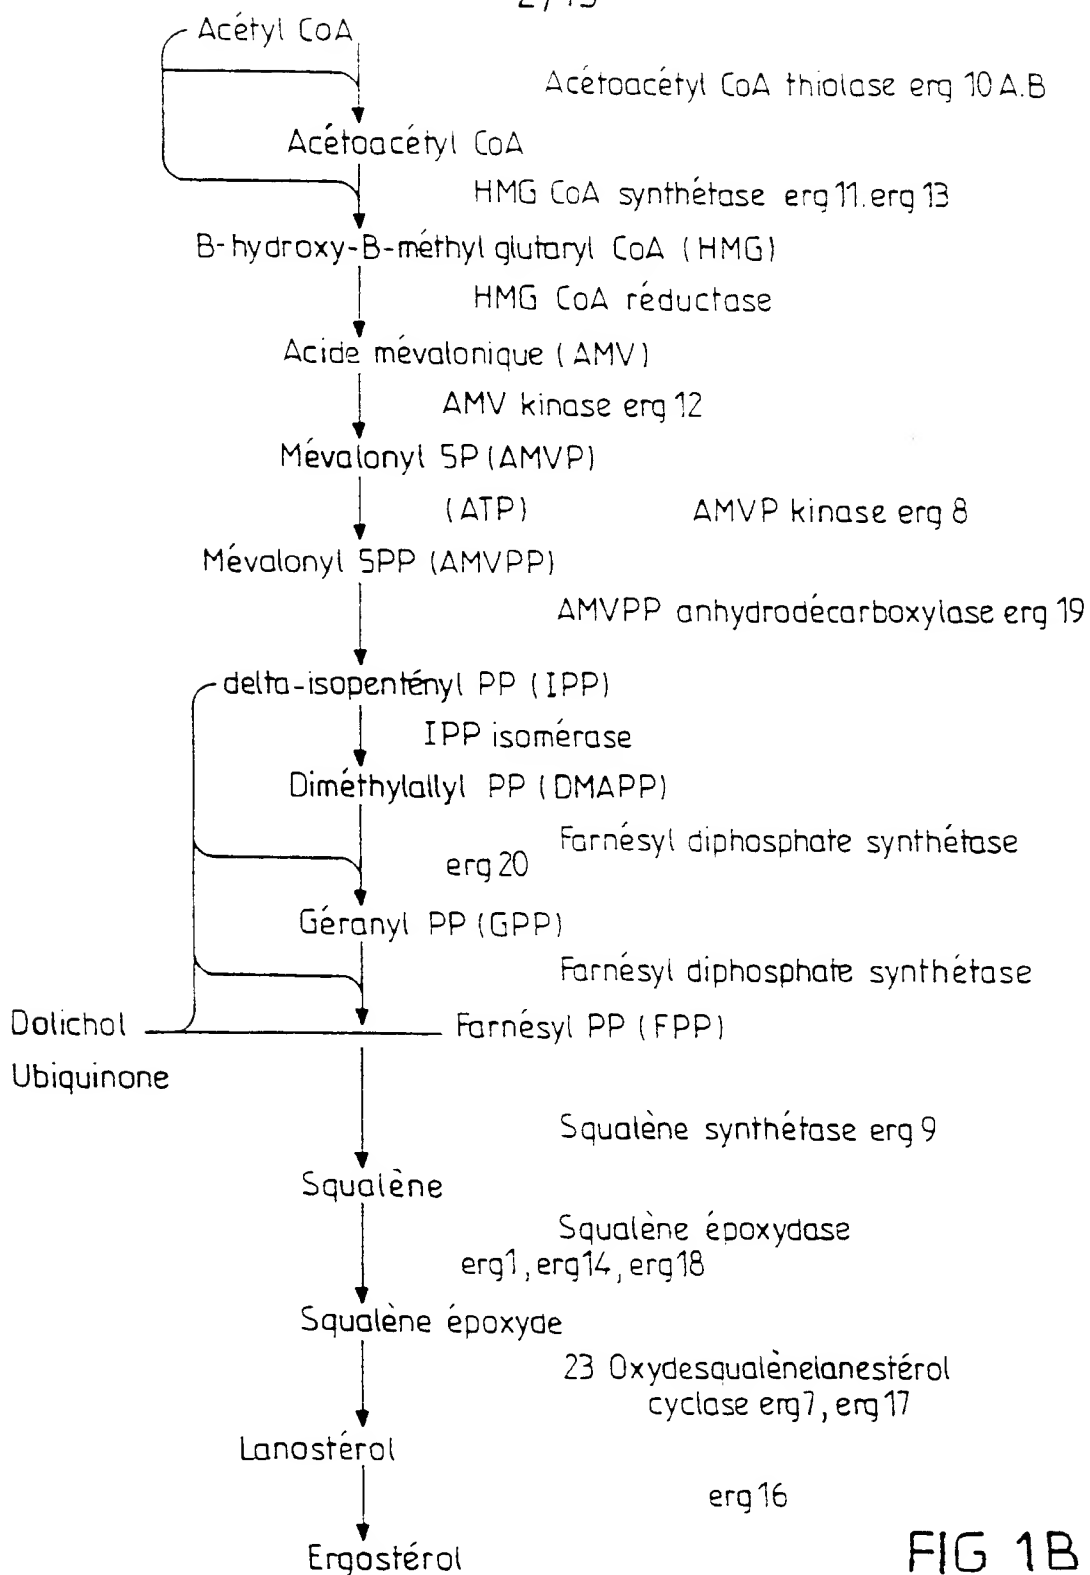 2/13
Acétyl CoA
Acétoacétyl CoA thiolase erg 10 A.B
Acétoacétyl CoA
HMG CoA synthétase erg 11. erg 13
B-hydroxy-B-méthyl glutaryl CoA (HMG)
HMG CoA réductase
Acide mévalonique (AMV)
AMV kinase erg 12
Mévalonyl 5P (AMVP)
(ATP) AMVP kinase erg 8
Mévalonyl 5PP (AMVPP)
AMVPP anhydrodécarboxylase erg 19
delta-isopentényl PP (IPP)
IPP isomérase
Diméthylallyl PP (DMAPP)
Farnésyl diphosphate synthétase
erg 20
Géranyl PP (GPP)
Farnésyl diphosphate synthétase
Dolichol Farnésyl PP (FPP)
Ubiquinone
Squalène synthétase erg 9
Squalène
Squalène époxydase
erg1, erg14, erg18
Squalène époxyde
23 Oxydesqualènelanestérol
cyclase erg7, erg17
Lanostérol
erg 16
Ergostérol
FIG 1B